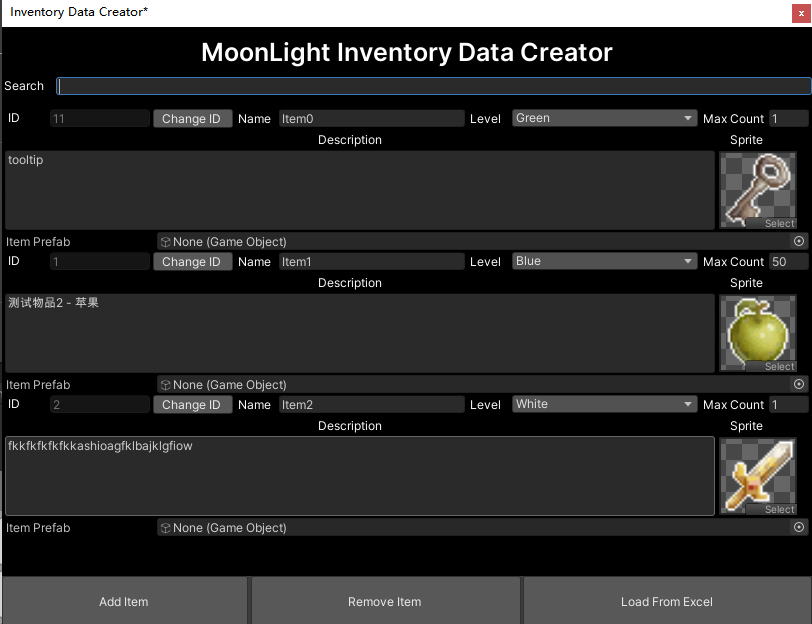 Inventory Data Creator*
x
MoonLight Inventory Data Creator
Search
ID 11 Change ID Name Item0 Level Green Max Count 1
Description Sprite
tooltip
Select
Item Prefab None (Game Object)
ID 1 Change ID Name Item1 Level Blue Max Count 50
Description Sprite
测试物品2 - 苹果
Select
Item Prefab None (Game Object)
ID 2 Change ID Name Item2 Level White Max Count 1
Description Sprite
fkkfkfkfkfkkashioagfklbajklgfiow
Select
Item Prefab None (Game Object)
Add Item Remove Item Load From Excel